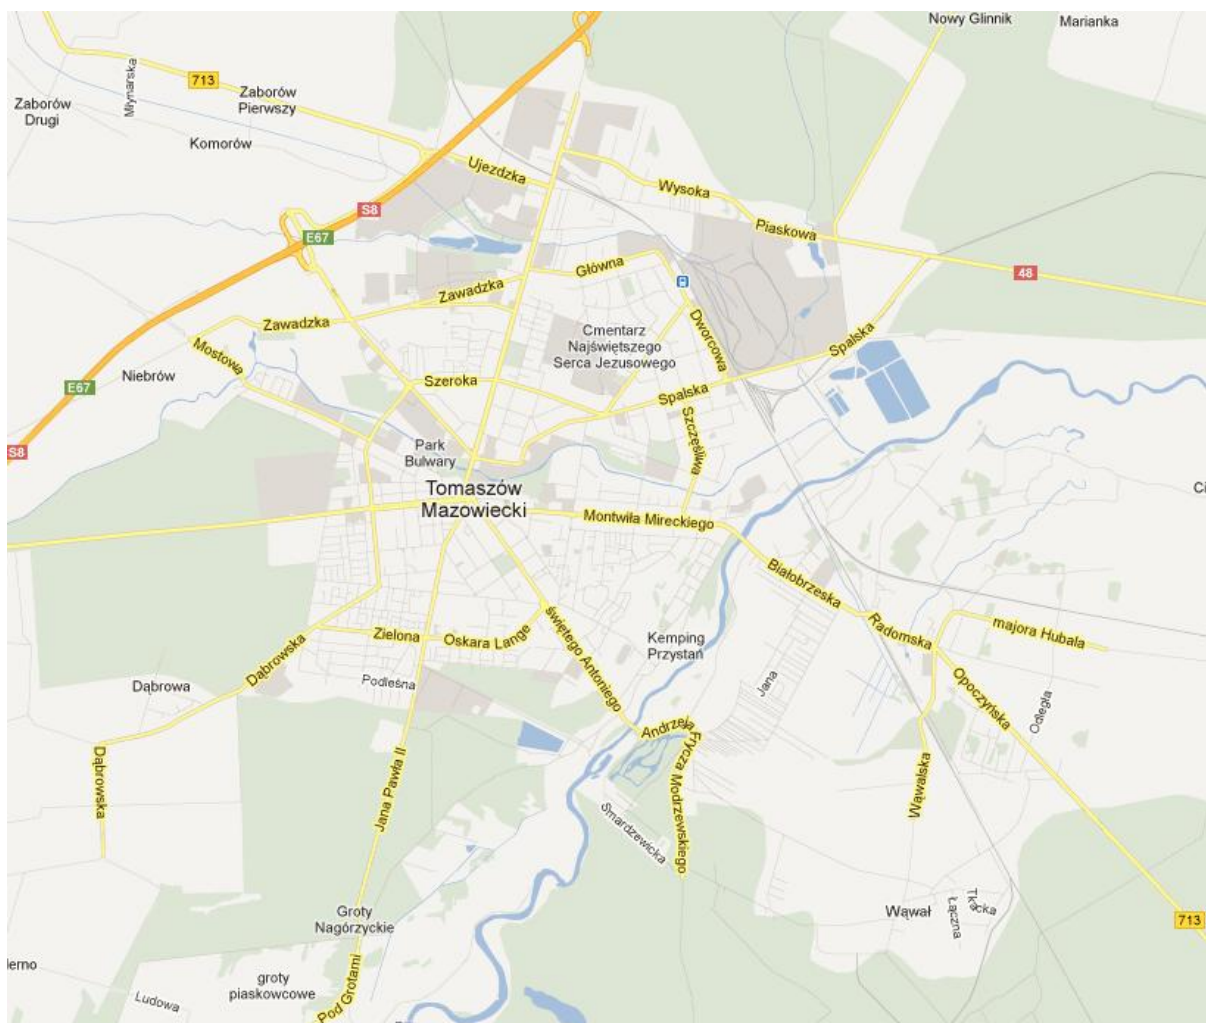 Nowy Glinnik
Marianka
Młynarska
713
Zaborów
Drugi
Zaborów
Pierwszy
Komorów
Ujezdzka
Wysoka
S8
E67
Piaskowa
48
Główna
Zawadzka
Zawadzka
Mostowa
Niebrów
E67
S8
Cmentarz
Najświętszego
Serca Jezusowego
Dworcowa
Spalska
Szeroka
Spalska
Szczęśliwa
Park
Bulwary
Tomaszów
Mazowiecki
Ci
Montwiła Mireckiego
Białobrzeska
Radomska
majora Hubala
Zielona
Oskara Lange
świętego Antoniego
Kemping
Przystań
Dąbrowska
Dąbrowa
Podleśna
Jana
Opoczyńska
Odległa
Andrzeja Frycza Modrzewskiego
Dąbrowska
Jana Pawła II
Wąwalska
Smardzewicka
Groty
Nagórzyckie
Wąwał
Tkacka
Łączna
713
lerno
groty
piaskowcowe
Ludowa
Pod Grotami